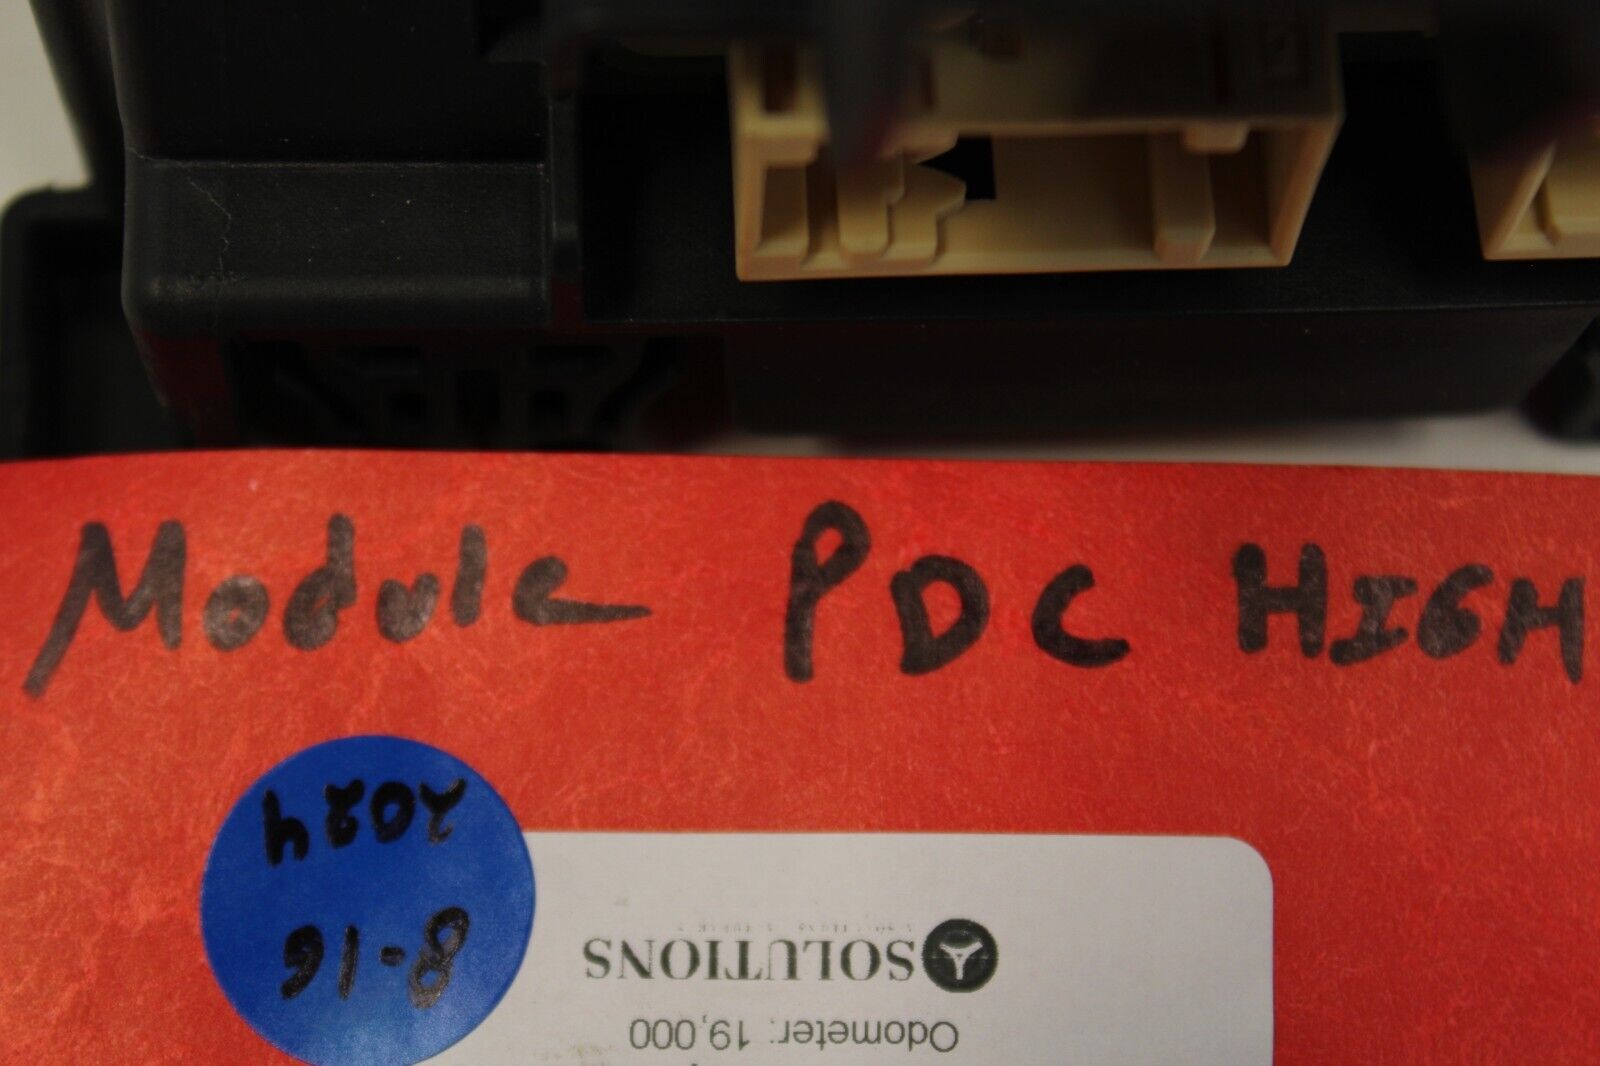 Module PDC HIGH
8-16
2024
SOLUTIONS
Odometer: 19,000